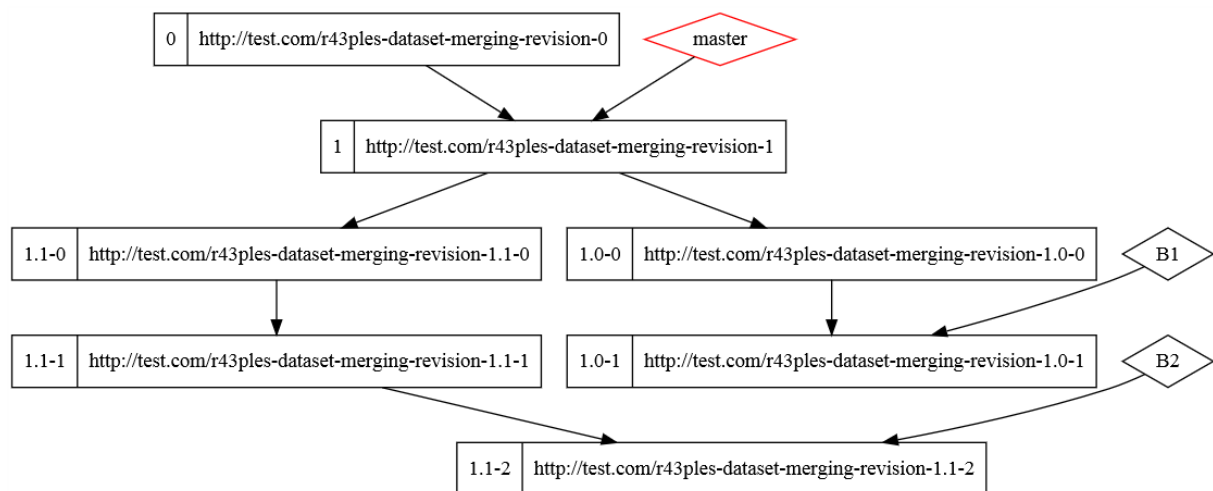 0 http://test.com/r43ples-dataset-merging-revision-0 master
1 http://test.com/r43ples-dataset-merging-revision-1
1.1-0 http://test.com/r43ples-dataset-merging-revision-1.1-0 1.0-0 http://test.com/r43ples-dataset-merging-revision-1.0-0 B1
1.1-1 http://test.com/r43ples-dataset-merging-revision-1.1-1 1.0-1 http://test.com/r43ples-dataset-merging-revision-1.0-1 B2
1.1-2 http://test.com/r43ples-dataset-merging-revision-1.1-2